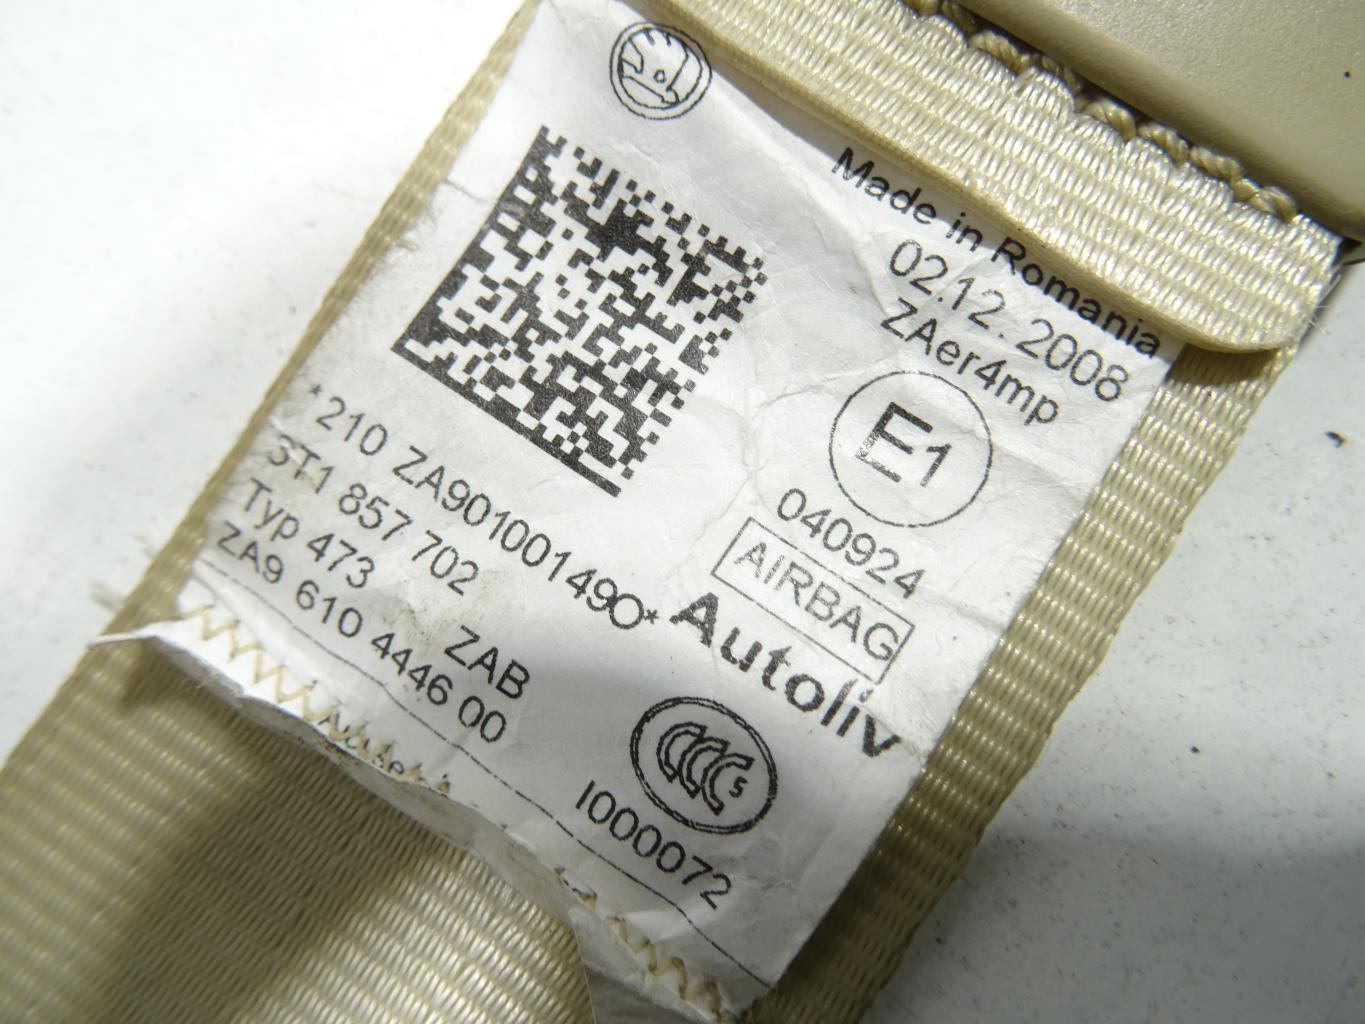 Made in Romania
02.12.2008
ZAer4mp
E1
040924
AIRBAG
Autoliv
*210 ZA901001490*
3T1 857 702
Typ 473 ZAB
ZA9 610 4446 00
CCC S
I000072